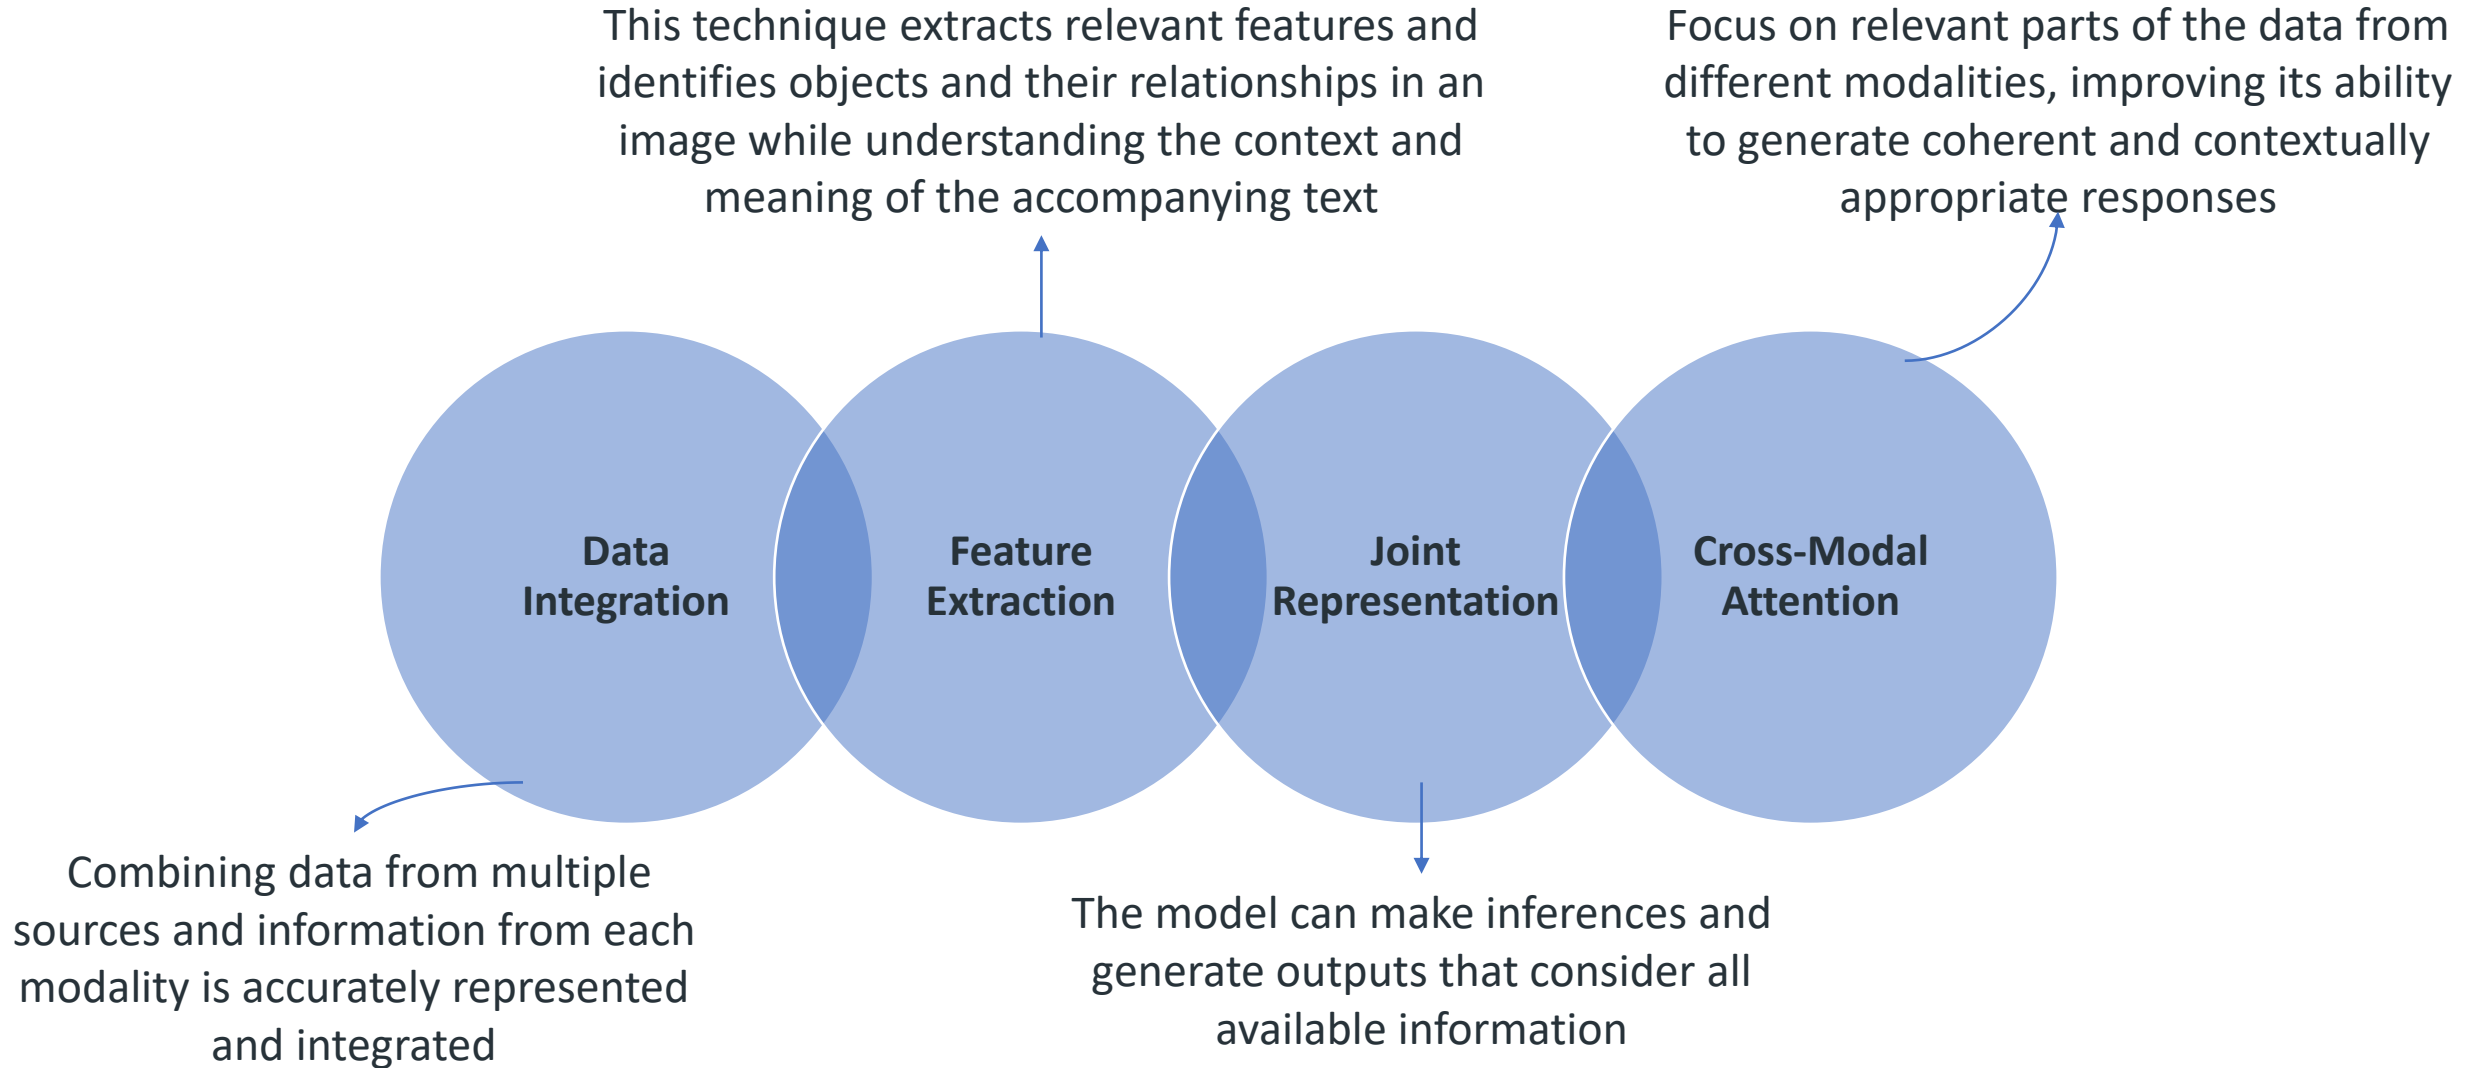 This technique extracts relevant features and
identifies objects and their relationships in an
image while understanding the context and
meaning of the accompanying text
Focus on relevant parts of the data from
different modalities, improving its ability
to generate coherent and contextually
appropriate responses
Data
Integration
Feature
Extraction
Joint
Representation
Cross-Modal
Attention
Combining data from multiple
sources and information from each
modality is accurately represented
and integrated
The model can make inferences and
generate outputs that consider all
available information